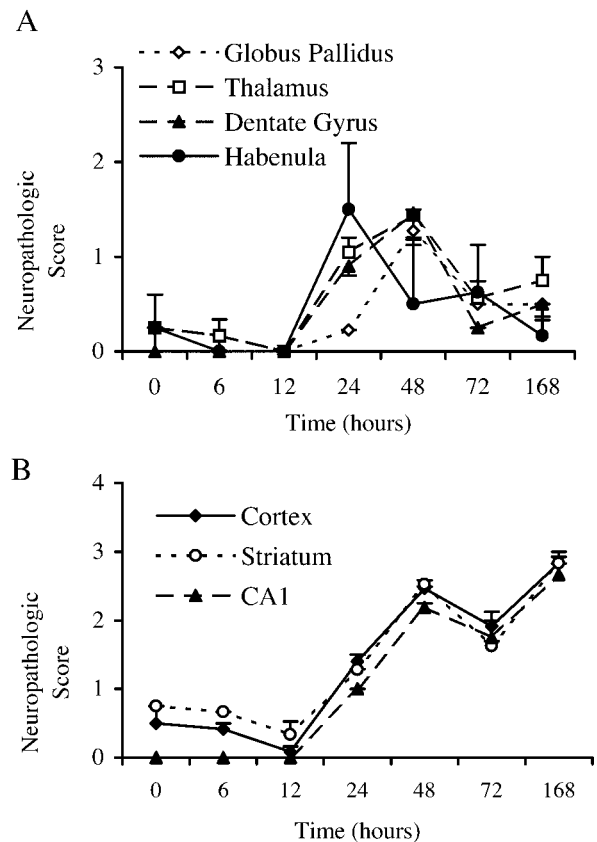 A
Globus Pallidus
Thalamus
Dentate Gyrus
Habenula
3
2
1
0
Neuropathologic
Score
0 6 12 24 48 72 168
Time (hours)
B
Cortex
Striatum
CA1
4
3
2
1
0
Neuropathologic
Score
0 6 12 24 48 72 168
Time (hours)